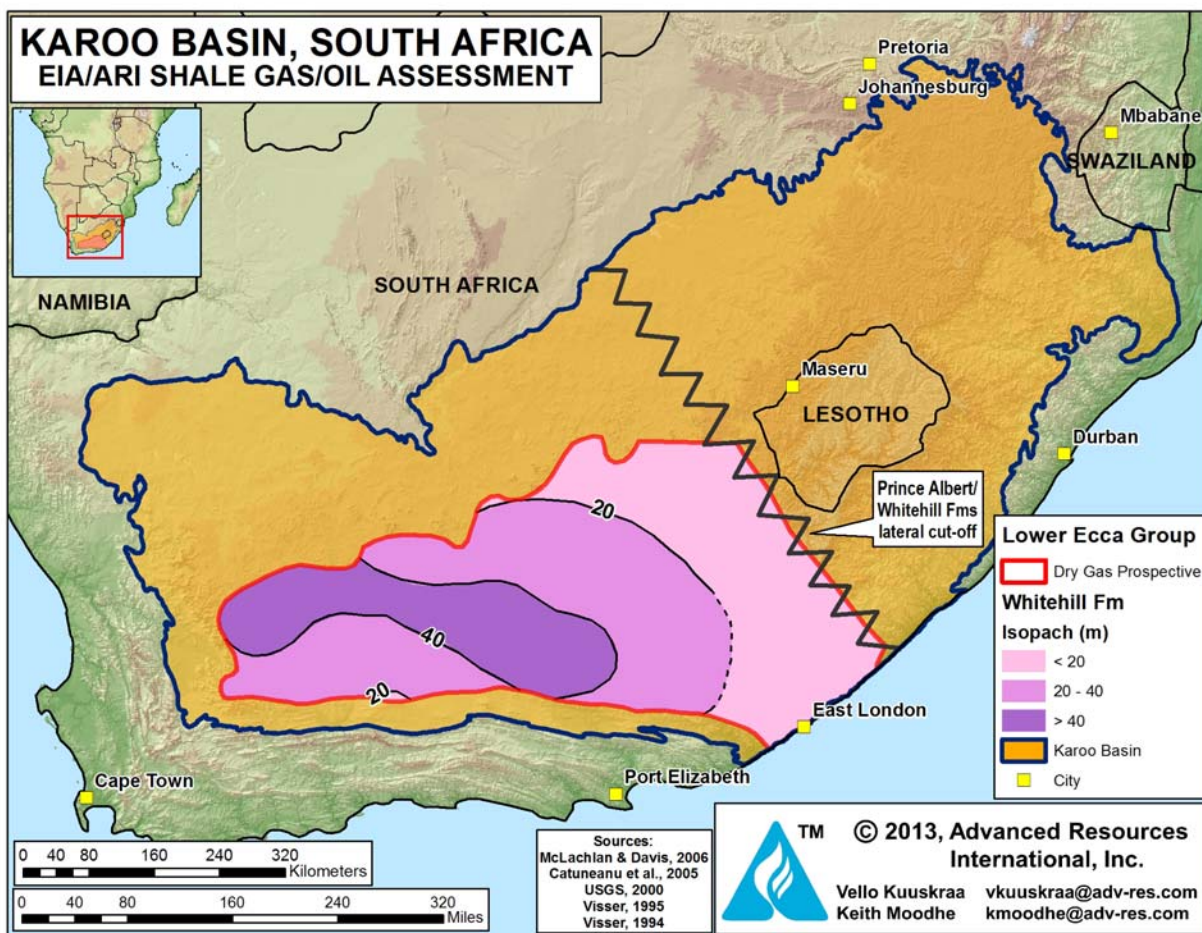 KAROO BASIN, SOUTH AFRICA
EIA/ARI SHALE GAS/OIL ASSESSMENT
Pretoria
Johannesburg
Mbabane
SWAZILAND
SOUTH AFRICA
NAMIBIA
Maseru
LESOTHO
Durban
Prince Albert/
Whitehill Fms
lateral cut-off
20
40
20
East London
Port Elizabeth
Cape Town
Lower Ecca Group
Dry Gas Prospective
Whitehill Fm
Isopach (m)
< 20
20 - 40
> 40
Karoo Basin
City
0 40 80 160 240 320
Kilometers
0 40 80 160 240 320
Miles
Sources:
McLachlan & Davis, 2006
Catuneanu et al., 2005
USGS, 2000
Visser, 1995
Visser, 1994
TM
© 2013, Advanced Resources
International, Inc.
Vello Kuuskraa vkuuskraa@adv-res.com
Keith Moodhe kmoodhe@adv-res.com